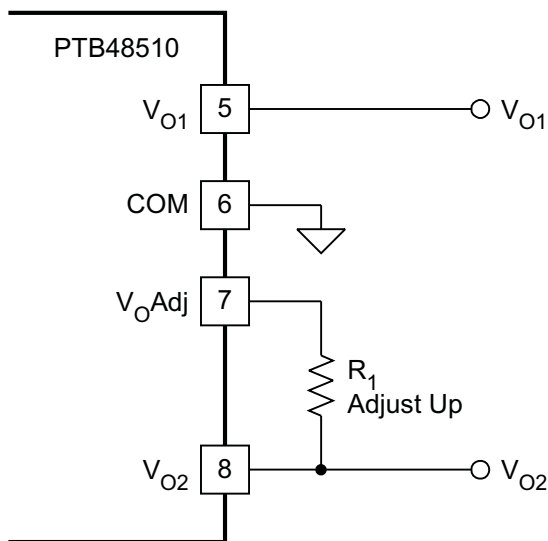 PTB48510
VO1 5 VO1
COM 6
VOAdj 7
R1
Adjust Up
VO2 8 VO2